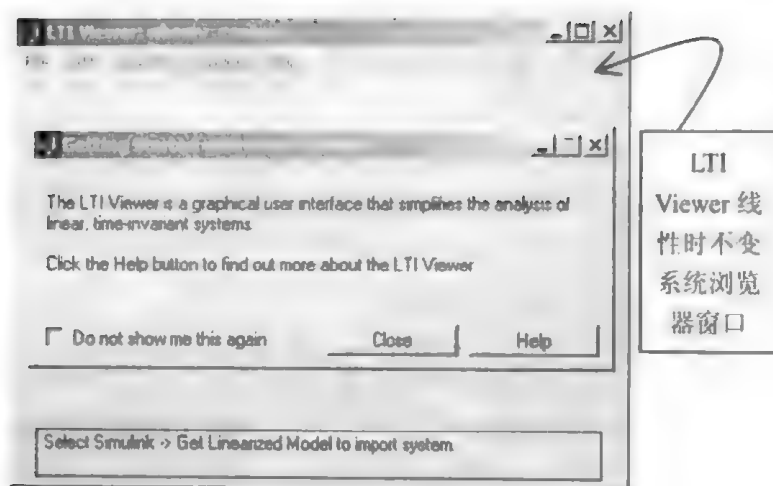 LTI Viewer
The LTI Viewer is a graphical user interface that simplifies the analysis of
linear, time-invariant systems
Click the Help button to find out more about the LTI Viewer
Do not show me this again
Close
Help
Select Simulink -> Get Linearized Model to import system
LTI
Viewer 线
性时不变
系统浏览
器窗口